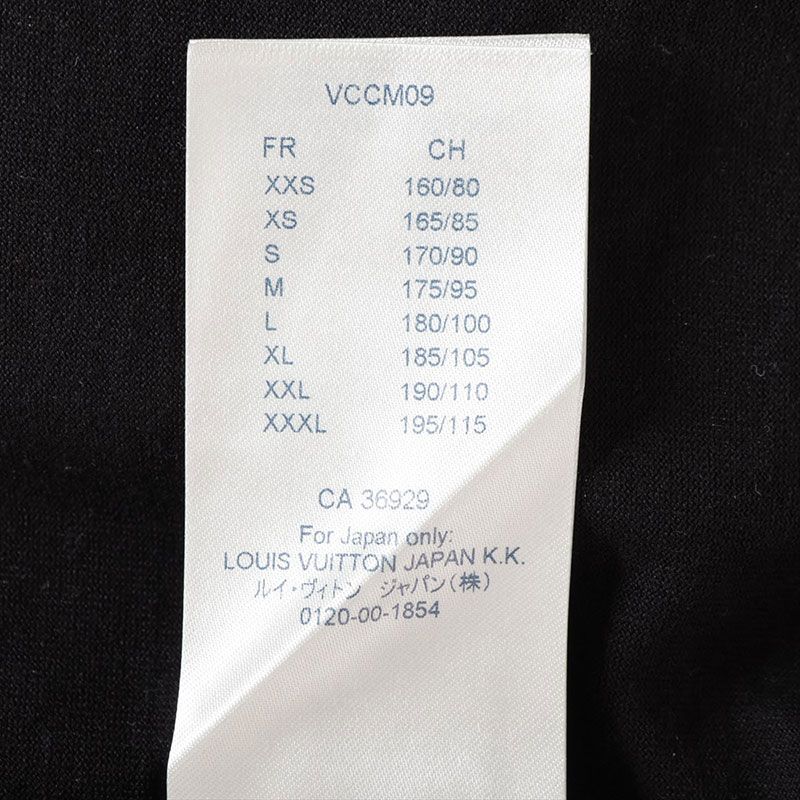 VCCM09
FR CH
XXS 160/80
XS 165/85
S 170/90
M 175/95
L 180/100
XL 185/105
XXL 190/110
XXXL 195/115
CA 36929
For Japan only:
LOUIS VUITTON JAPAN K.K.
ルイ・ヴィトン ジャパン(株)
0120-00-1854